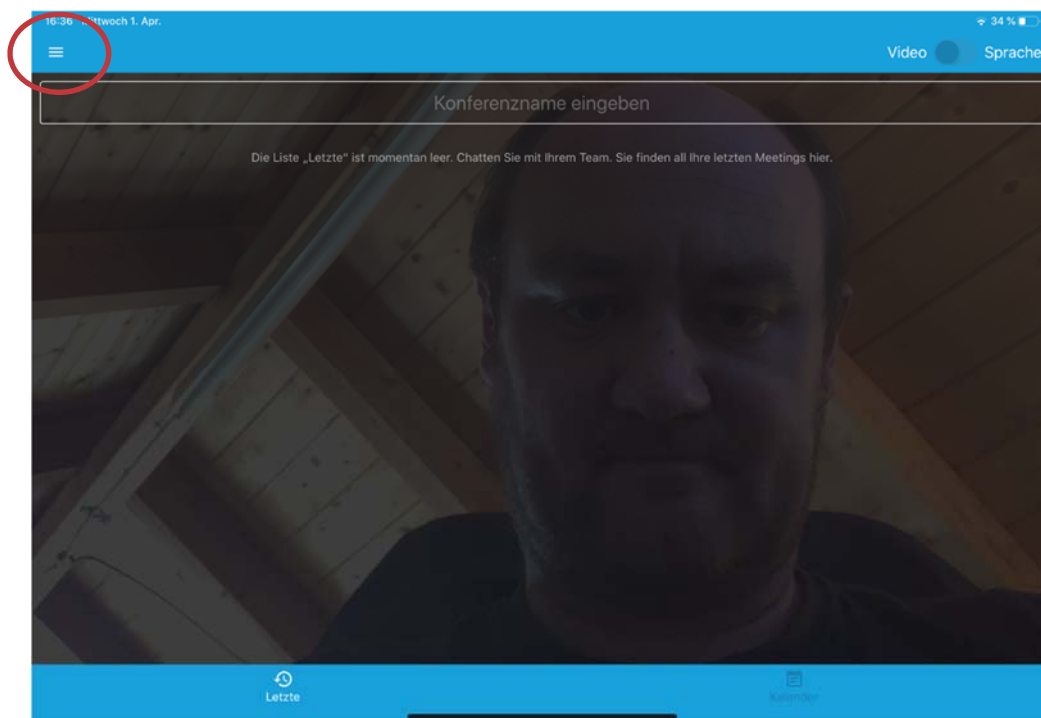 16:36 Mittwoch 1. Apr.
34 %
Video Sprache
Konferenzname eingeben
Die Liste „Letzte“ ist momentan leer. Chatten Sie mit Ihrem Team. Sie finden all Ihre letzten Meetings hier.
Letzte
Kalender